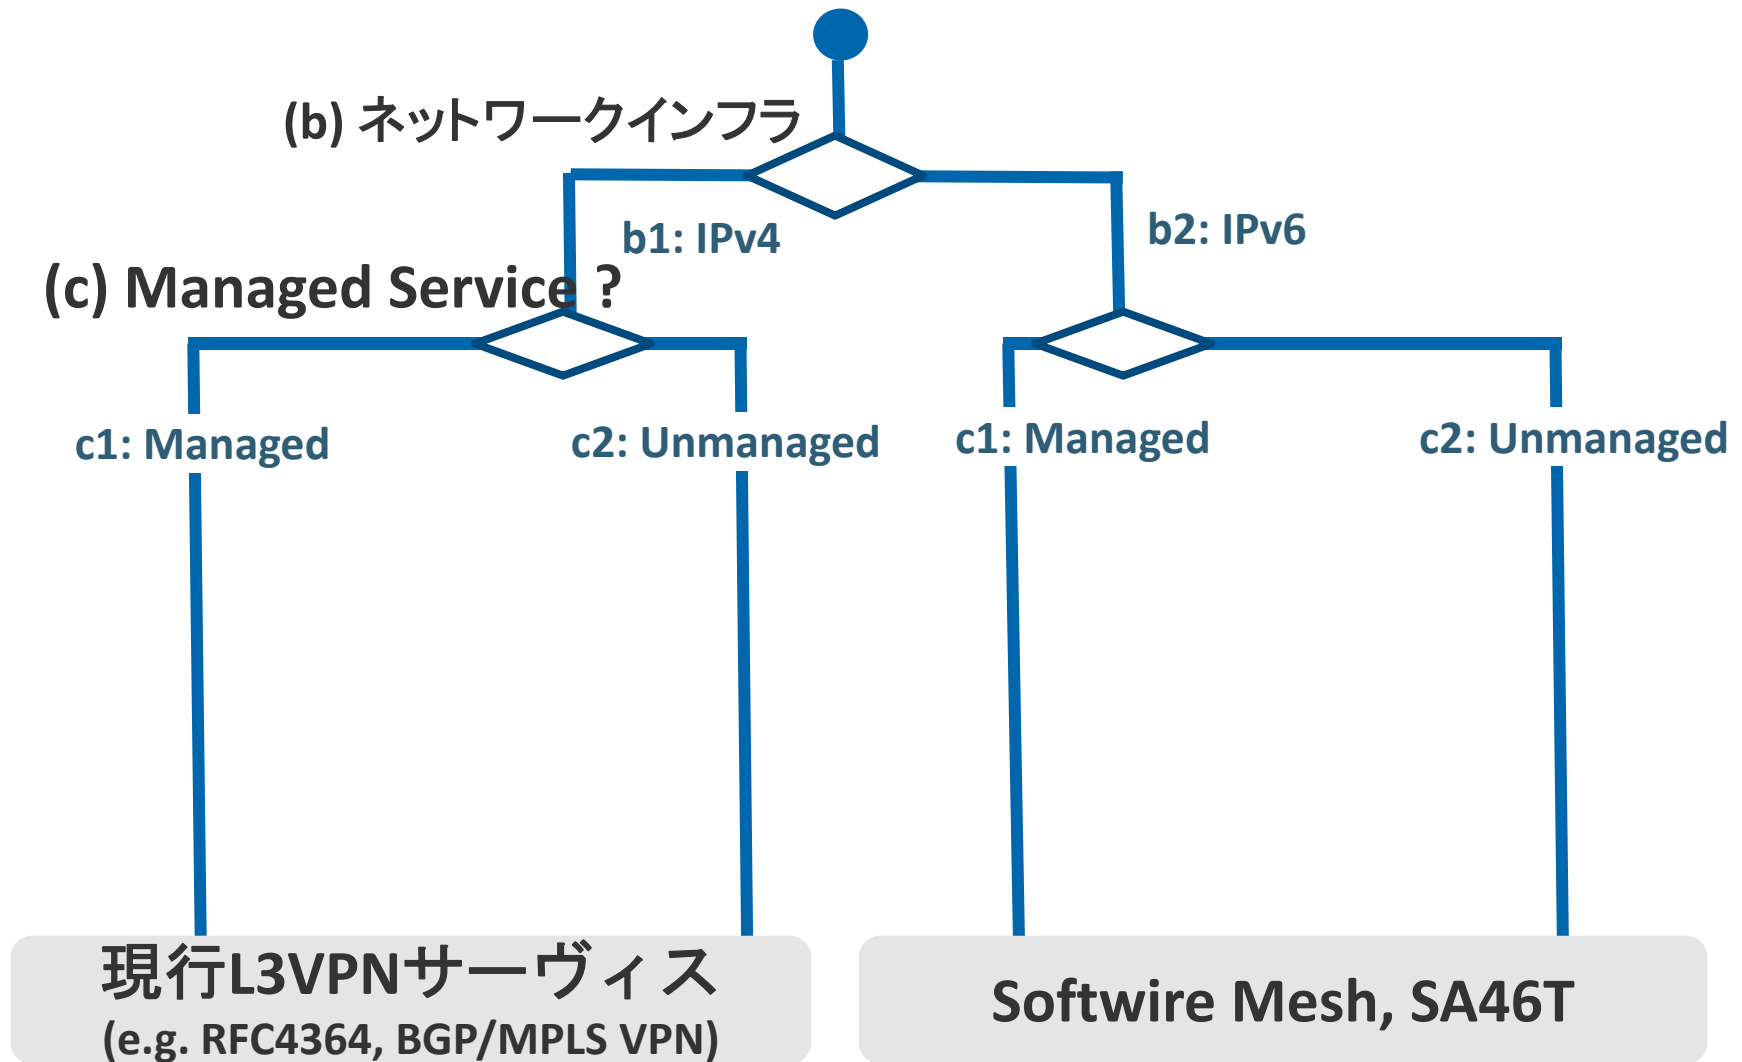 (b) ネットワークインフラ
b1: IPv4
b2: IPv6
(c) Managed Service ?
c1: Managed
c2: Unmanaged
c1: Managed
c2: Unmanaged
現行L3VPNサーヴィス
(e.g. RFC4364, BGP/MPLS VPN)
Softwire Mesh, SA46T